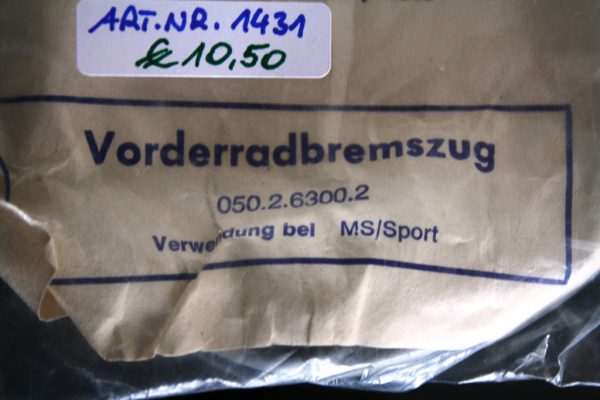 ART.NR. 1431
10,50
Vorderradbremszug
050.2.6300.2
Verwendung bei MS/Sport